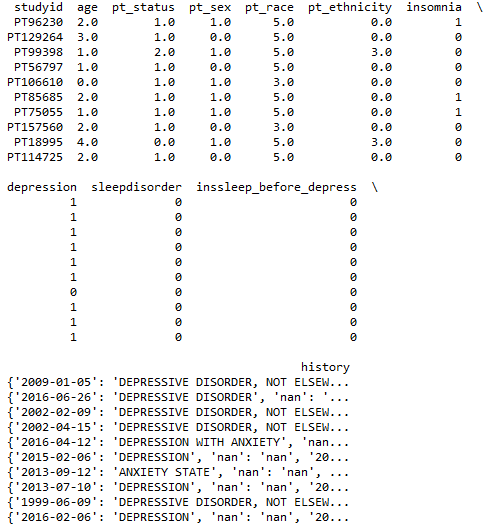 studyid age pt_status pt_sex pt_race pt_ethnicity insomnia \
PT96230 2.0 1.0 1.0 5.0 0.0 1
PT129264 3.0 1.0 0.0 5.0 0.0 0
PT99398 1.0 2.0 1.0 5.0 3.0 0
PT56797 1.0 1.0 0.0 5.0 0.0 0
PT106610 0.0 1.0 1.0 3.0 0.0 0
PT85685 2.0 1.0 1.0 5.0 0.0 1
PT75055 1.0 1.0 1.0 5.0 0.0 1
PT157560 2.0 1.0 0.0 3.0 0.0 0
PT18995 4.0 0.0 1.0 5.0 3.0 0
PT114725 2.0 1.0 0.0 5.0 0.0 0
depression sleepdisorder inssleep_before_depress \
1 0 0
1 0 0
1 0 0
1 0 0
1 0 0
1 0 0
0 0 0
1 0 0
1 0 0
1 0 0
history
{'2009-01-05': 'DEPRESSIVE DISORDER, NOT ELSEW...
{'2016-06-26': 'DEPRESSIVE DISORDER', 'nan': '...
{'2002-02-09': 'DEPRESSIVE DISORDER, NOT ELSEW...
{'2002-04-15': 'DEPRESSIVE DISORDER, NOT ELSEW...
{'2016-04-12': 'DEPRESSION WITH ANXIETY', 'nan...
{'2015-02-06': 'DEPRESSION', 'nan': 'nan', '20...
{'2013-09-12': 'ANXIETY STATE', 'nan': 'nan', ...
{'2013-07-10': 'DEPRESSION', 'nan': 'nan', '20...
{'1999-06-09': 'DEPRESSIVE DISORDER, NOT ELSEW...
{'2016-02-06': 'DEPRESSION', 'nan': 'nan', '20...